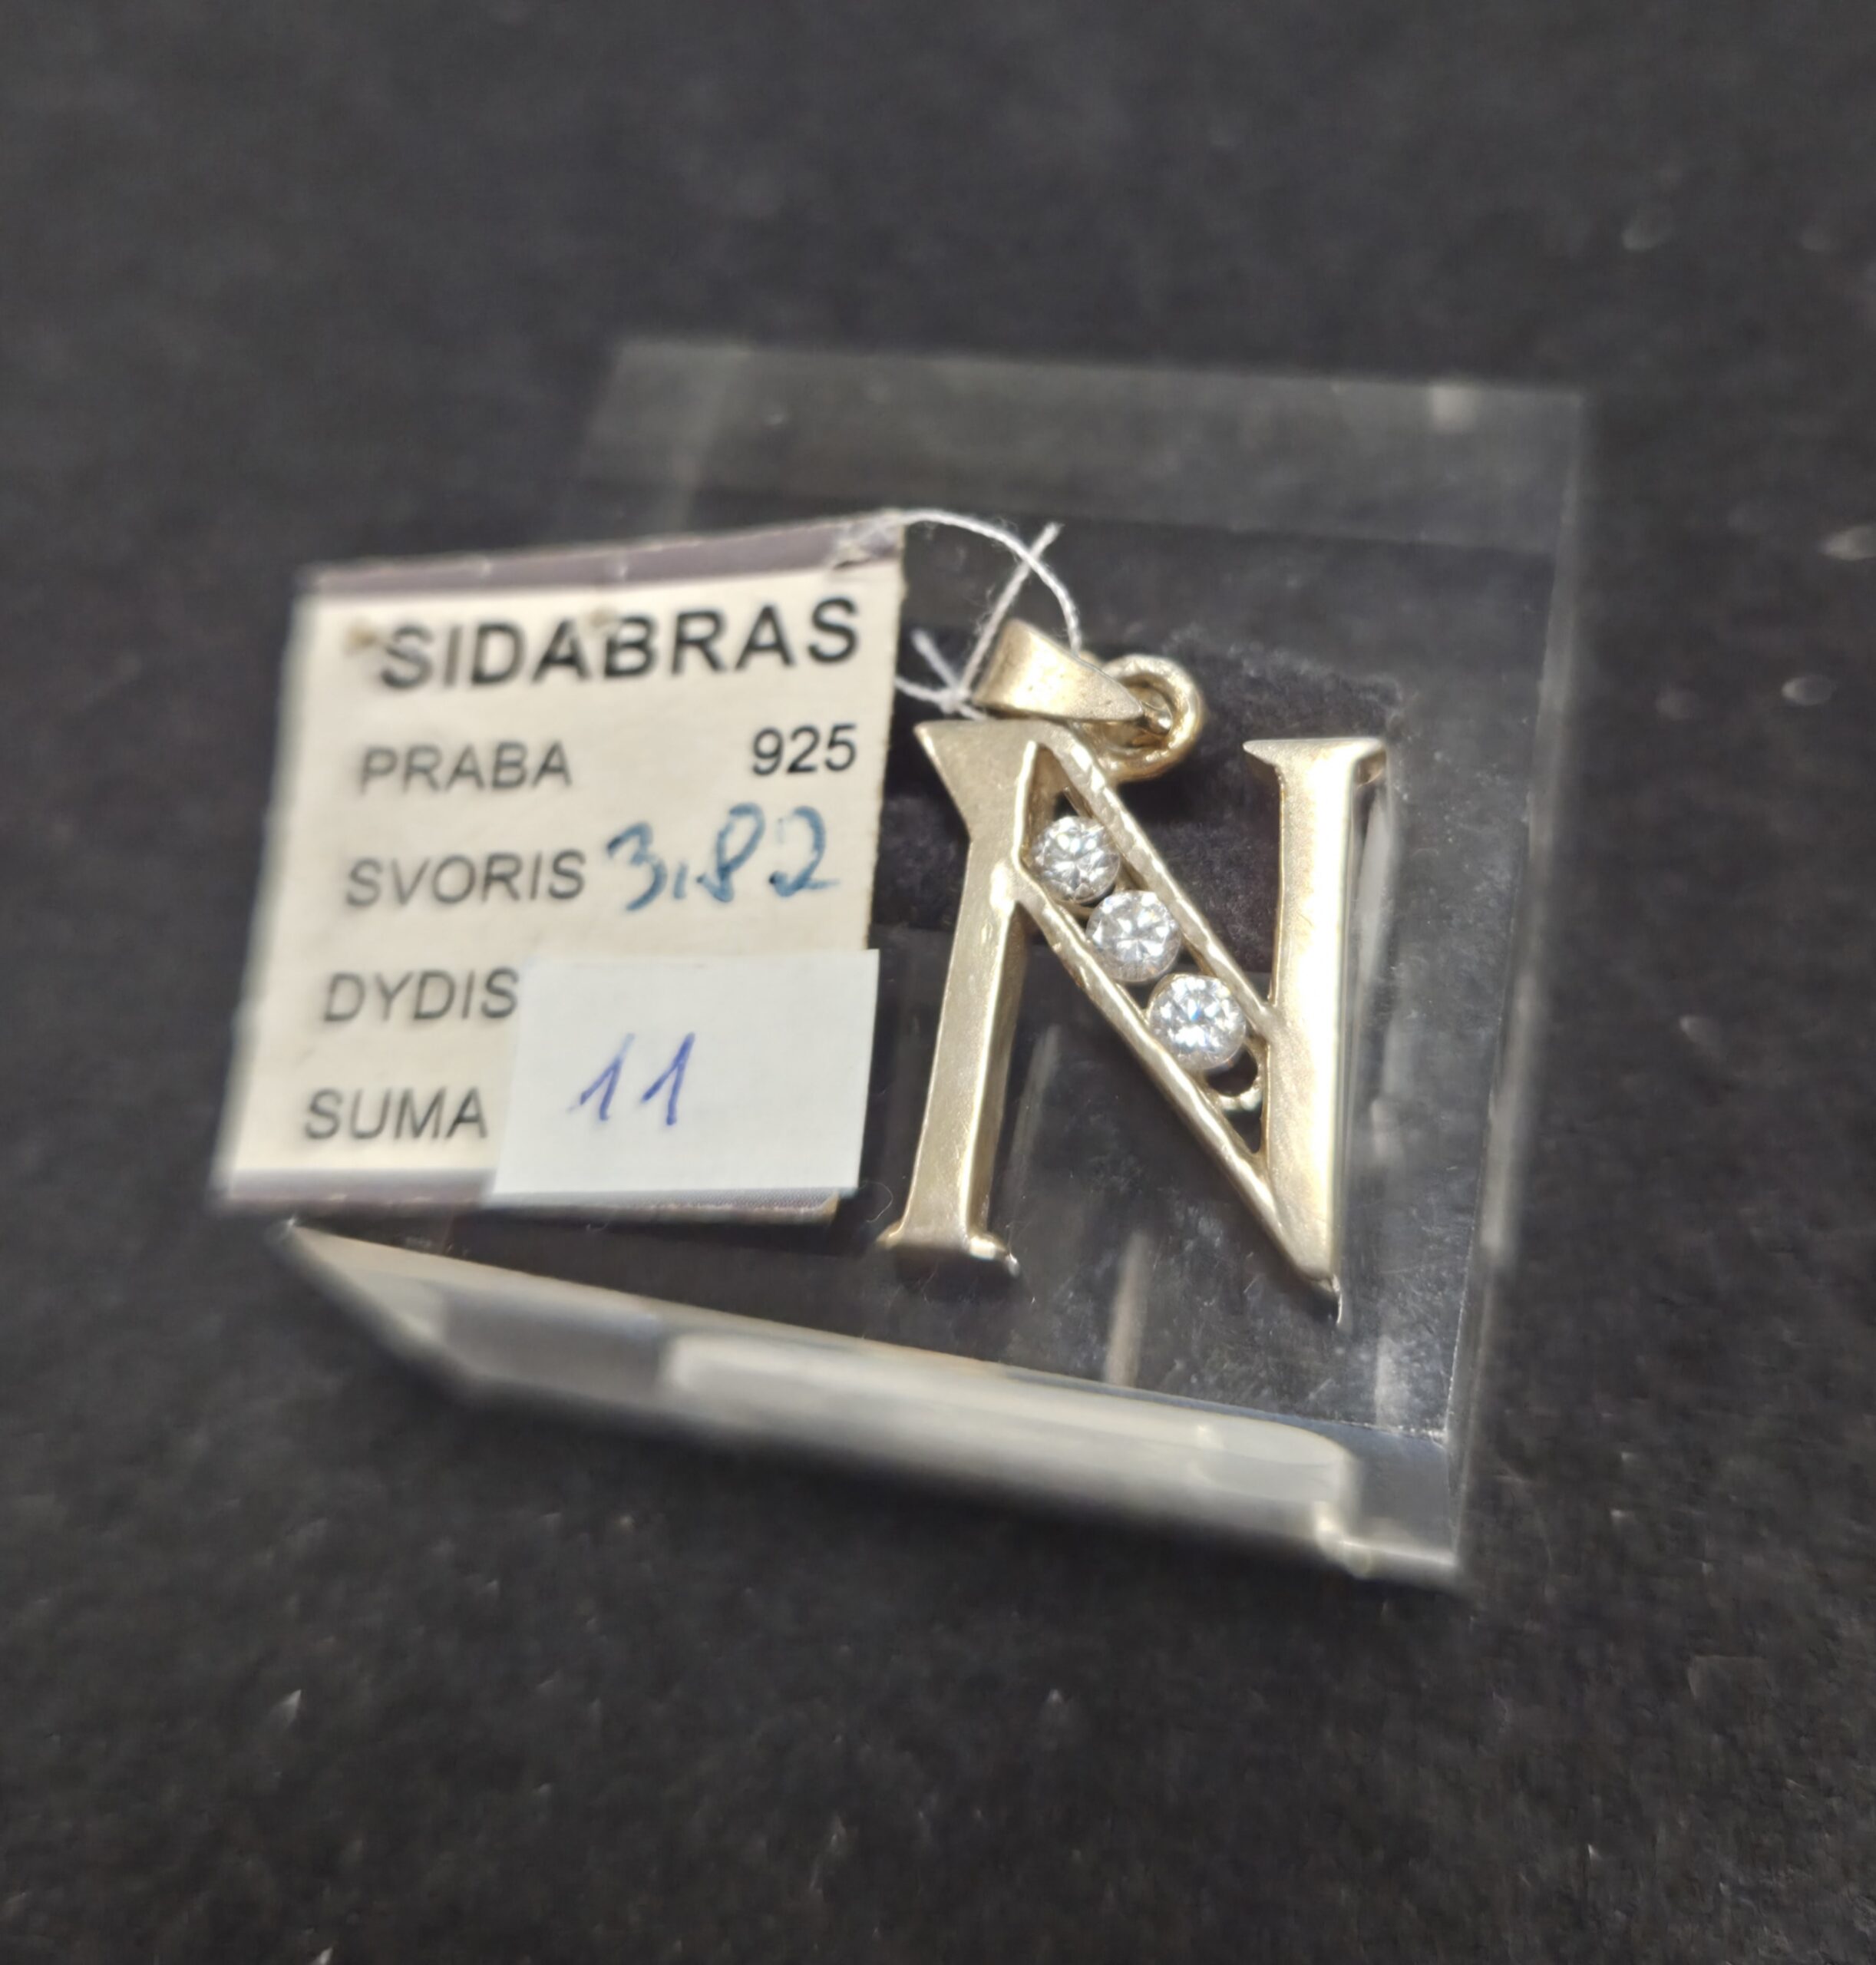 SIDABRAS
PRABA 925
SVORIS 3,82
DYDIS
SUMA 11
N